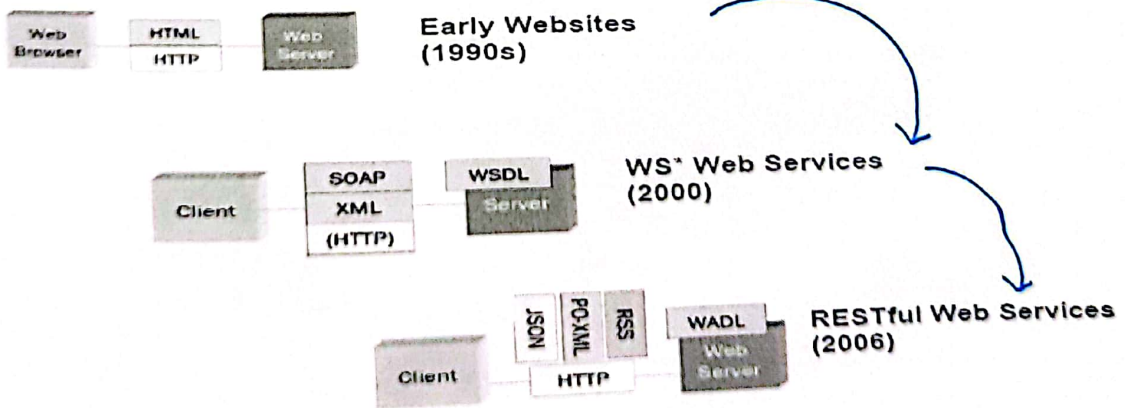 Web
Browser
HTML
HTTP
Web
Server
Early Websites
(1990s)
Client
SOAP
XML
(HTTP)
WSDL
Server
WS* Web Services
(2000)
Client
JSON
PO-XML
RSS
HTTP
WADL
Web
Server
RESTful Web Services
(2006)